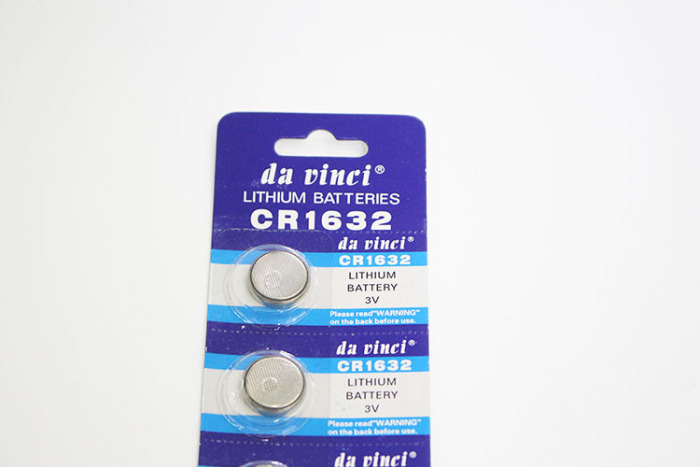 da vinci®
LITHIUM BATTERIES
CR1632
da vinci®
CR1632
LITHIUM
BATTERY
3V
Please read"WARNING"
on the back before use.
da vinci®
CR1632
LITHIUM
BATTERY
3V
Please read"WARNING"
on the back before use.
da vinci®